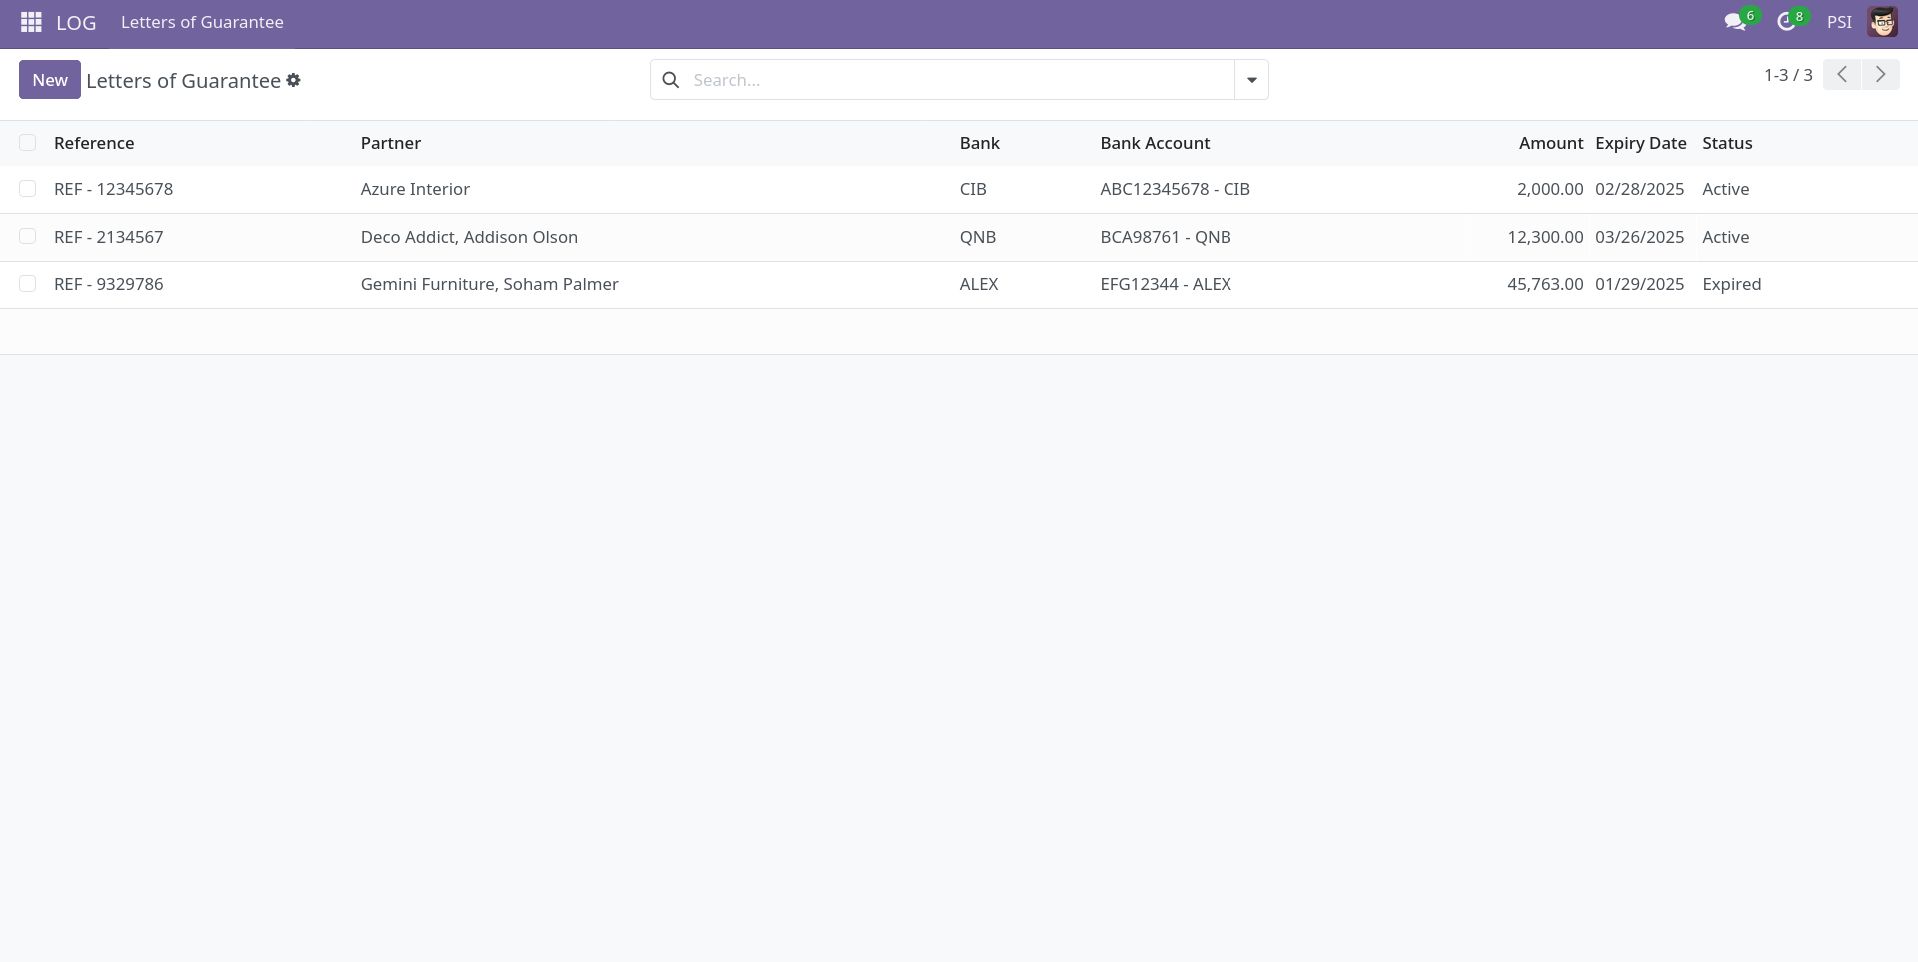 LOG Letters of Guarantee 6 8 PSI
New Letters of Guarantee Search... 1-3 / 3
Reference Partner Bank Bank Account Amount Expiry Date Status
REF - 12345678 Azure Interior CIB ABC12345678 - CIB 2,000.00 02/28/2025 Active
REF - 2134567 Deco Addict, Addison Olson QNB BCA98761 - QNB 12,300.00 03/26/2025 Active
REF - 9329786 Gemini Furniture, Soham Palmer ALEX EFG12344 - ALEX 45,763.00 01/29/2025 Expired